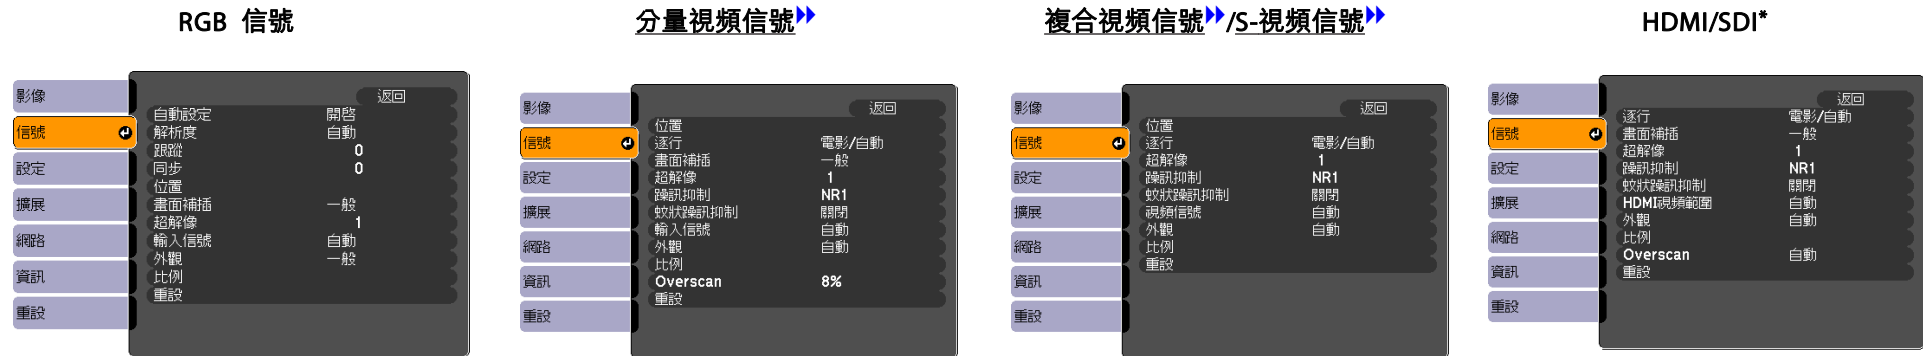 RGB 信號
影像
信號
設定
擴展
網路
資訊
重設
返回
自動設定 開啓
解析度 自動
跟蹤 0
同步 0
位置
畫面補插 一般
超解像 1
輸入信號 自動
外觀 一般
比例
重設
分量視頻信號
影像
信號
設定
擴展
網路
資訊
重設
返回
位置
逐行 電影/自動
畫面補插 一般
超解像 1
躁訊抑制 NR1
蚊狀躁訊抑制 關閉
輸入信號 自動
外觀 自動
比例
Overscan 8%
重設
複合視頻信號/S-視頻信號
影像
信號
設定
擴展
網路
資訊
重設
返回
位置
逐行 電影/自動
超解像 1
躁訊抑制 NR1
蚊狀躁訊抑制 關閉
視頻信號 自動
外觀 自動
比例
重設
HDMI/SDI*
影像
信號
設定
擴展
網路
資訊
重設
返回
逐行 電影/自動
畫面補插 一般
超解像 1
躁訊抑制 NR1
蚊狀躁訊抑制 關閉
HDMI視頻範圍 自動
外觀 自動
比例
Overscan 自動
重設